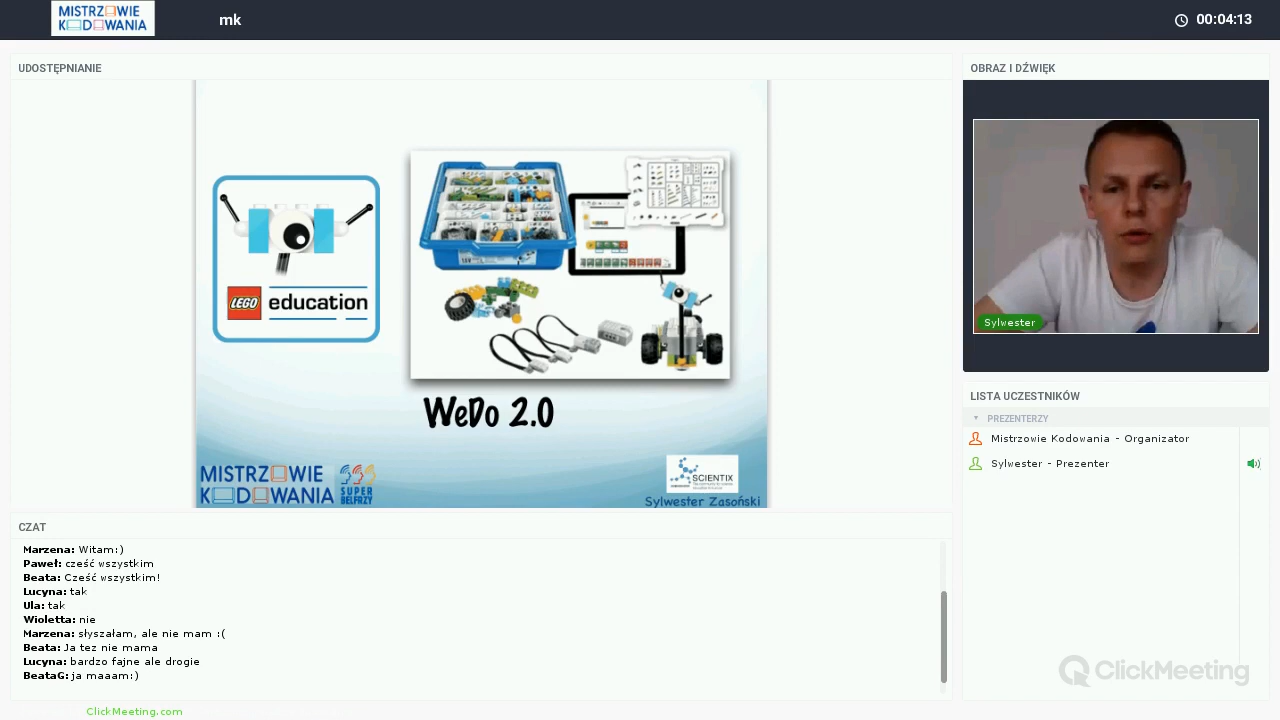 MISTRZOWIE
KODOWANIA
mk
00:04:13
UDOSTĘPNIANIE
LEGO education
WeDo 2.0
MISTRZOWIE
KODOWANIA
SUPER
BELFRZY
SCIENTIX
Sylwester Zasoński
OBRAZ I DŹWIĘK
Sylwester
LISTA UCZESTNIKÓW
PREZENTERZY
Mistrzowie Kodowania - Organizator
Sylwester - Prezenter
CZAT
Marzena: Witam:)
Paweł: cześć wszystkim
Beata: Cześć wszystkim!
Lucyna: tak
Ula: tak
Wioletta: nie
Marzena: słyszałam, ale nie mam :(
Beata: Ja tez nie mama
Lucyna: bardzo fajne ale drogie
BeataG: ja maaam:)
ClickMeeting
ClickMeeting.com